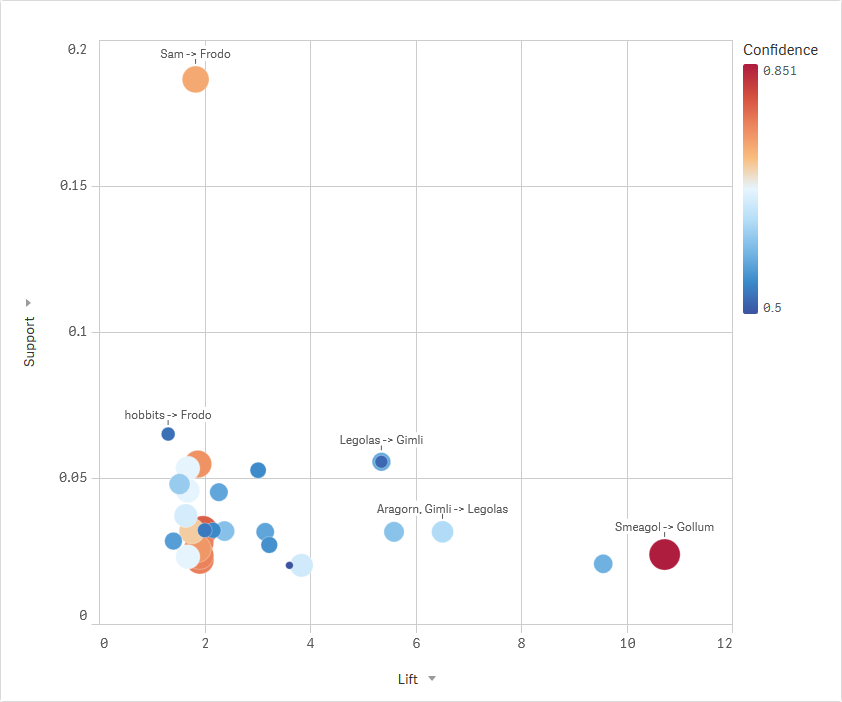 Confidence
0.851
0.5
0.2
0.15
0.1
0.05
0
Support
Sam -> Frodo
hobbits -> Frodo
Legolas -> Gimli
Aragorn, Gimli -> Legolas
Smeagol -> Gollum
0 2 4 6 8 10 12
Lift